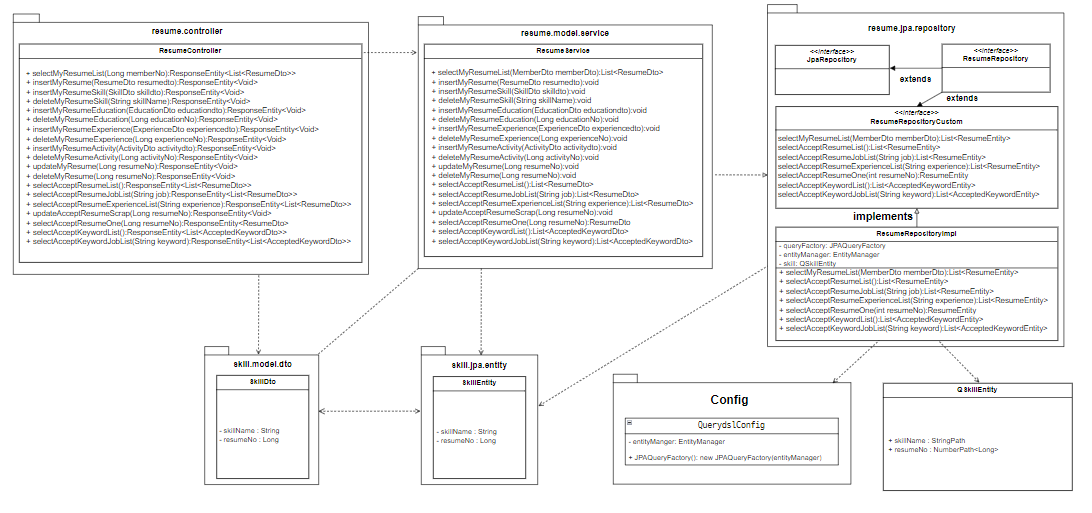 resume.controller
ResumeController
+ selectMyResumeList(Long memberNo):ResponseEntity<List<ResumeDto>>
+ insertMyResume(ResumeDto resumedto):ResponseEntity<Void>
+ insertMyResumeSkill(SkillDto skilldto):ResponseEntity<Void>
+ deleteMyResumeSkill(String skillName):ResponseEntity<Void>
+ insertMyResumeEducation(EducationDto educationdto):ResponseEntity<Void>
+ deleteMyResumeEducation(Long educationNo):ResponseEntity<Void>
+ insertMyResumeExperience(ExperienceDto experiencedto):ResponseEntity<Void>
+ deleteMyResumeExperience(Long experienceNo):ResponseEntity<Void>
+ insertMyResumeActivity(ActivityDto activitydto):ResponseEntity<Void>
+ deleteMyResumeActivity(Long activityNo):ResponseEntity<Void>
+ updateMyResume(Long resumeNo):ResponseEntity<Void>
+ deleteMyResume(Long resumeNo):ResponseEntity<Void>
+ selectAcceptResumeList():ResponseEntity<List<ResumeDto>>
+ selectAcceptResumeJobList(String job):ResponseEntity<List<ResumeDto>>
+ selectAcceptResumeExperienceList(String experience):ResponseEntity<List<ResumeDto>>
+ updateAcceptResumeScrap(Long resumeNo):ResponseEntity<Void>
+ selectAcceptResumeOne(Long resumeNo):ResponseEntity<ResumeDto>
+ selectAcceptKeywordList():ResponseEntity<List<AcceptedKeywordDto>>
+ selectAcceptKeywordJobList(String keyword):ResponseEntity<List<AcceptedKeywordDto>>
resume.model.service
ResumeService
+ selectMyResumeList(MemberDto memberDto):List<ResumeDto>
+ insertMyResume(ResumeDto resumedto):void
+ insertMyResumeSkill(SkillDto skilldto):void
+ deleteMyResumeSkill(String skillName):void
+ insertMyResumeEducation(EducationDto educationdto):void
+ deleteMyResumeEducation(Long educationNo):void
+ insertMyResumeExperience(ExperienceDto experiencedto):void
+ deleteMyResumeExperience(Long experienceNo):void
+ insertMyResumeActivity(ActivityDto activitydto):void
+ deleteMyResumeActivity(Long activityNo):void
+ updateMyResume(Long resumeNo):void
+ deleteMyResume(Long resumeNo):void
+ selectAcceptResumeList():List<ResumeDto>
+ selectAcceptResumeJobList(String job):List<ResumeDto>
+ selectAcceptResumeExperienceList(String experience):List<ResumeDto>
+ updateAcceptResumeScrap(Long resumeNo):void
+ selectAcceptResumeOne(Long resumeNo):ResumeDto
+ selectAcceptKeywordList():List<AcceptedKeywordDto>
+ selectAcceptKeywordJobList(String keyword):List<AcceptedKeywordDto>
resume.jpa.repository
<<interface>>
JpaRepository
<<interface>>
ResumeRepository
extends
extends
<<interface>>
ResumeRepositoryCustom
selectMyResumeList(MemberDto memberDto):List<ResumeEntity>
selectAcceptResumeList():List<ResumeEntity>
selectAcceptResumeJobList(String job):List<ResumeEntity>
selectAcceptResumeExperienceList(String experience):List<ResumeEntity>
selectAcceptResumeOne(int resumeNo):ResumeEntity
selectAcceptKeywordList():List<AcceptedKeywordEntity>
selectAcceptKeywordJobList(String keyword):List<AcceptedKeywordEntity>
implements
ResumeRepositoryImpl
- queryFactory: JPAQueryFactory
- entityManager: EntityManager
- skill: QSkillEntity
+ selectMyResumeList(MemberDto memberDto):List<ResumeEntity>
+ selectAcceptResumeList():List<ResumeEntity>
+ selectAcceptResumeJobList(String job):List<ResumeEntity>
+ selectAcceptResumeExperienceList(String experience):List<ResumeEntity>
+ selectAcceptResumeOne(int resumeNo):ResumeEntity
+ selectAcceptKeywordList():List<AcceptedKeywordEntity>
+ selectAcceptKeywordJobList(String keyword):List<AcceptedKeywordEntity>
skill.model.dto
SkillDto
- skillName : String
- resumeNo : Long
skill.jpa.entity
SkillEntity
- skillName : String
- resumeNo : Long
Config
QuerydslConfig
- entityManger: EntityManager
+ JPAQueryFactory(): new JPAQueryFactory(entityManager)
QSkillEntity
+ skillName : StringPath
+ resumeNo : NumberPath<Long>